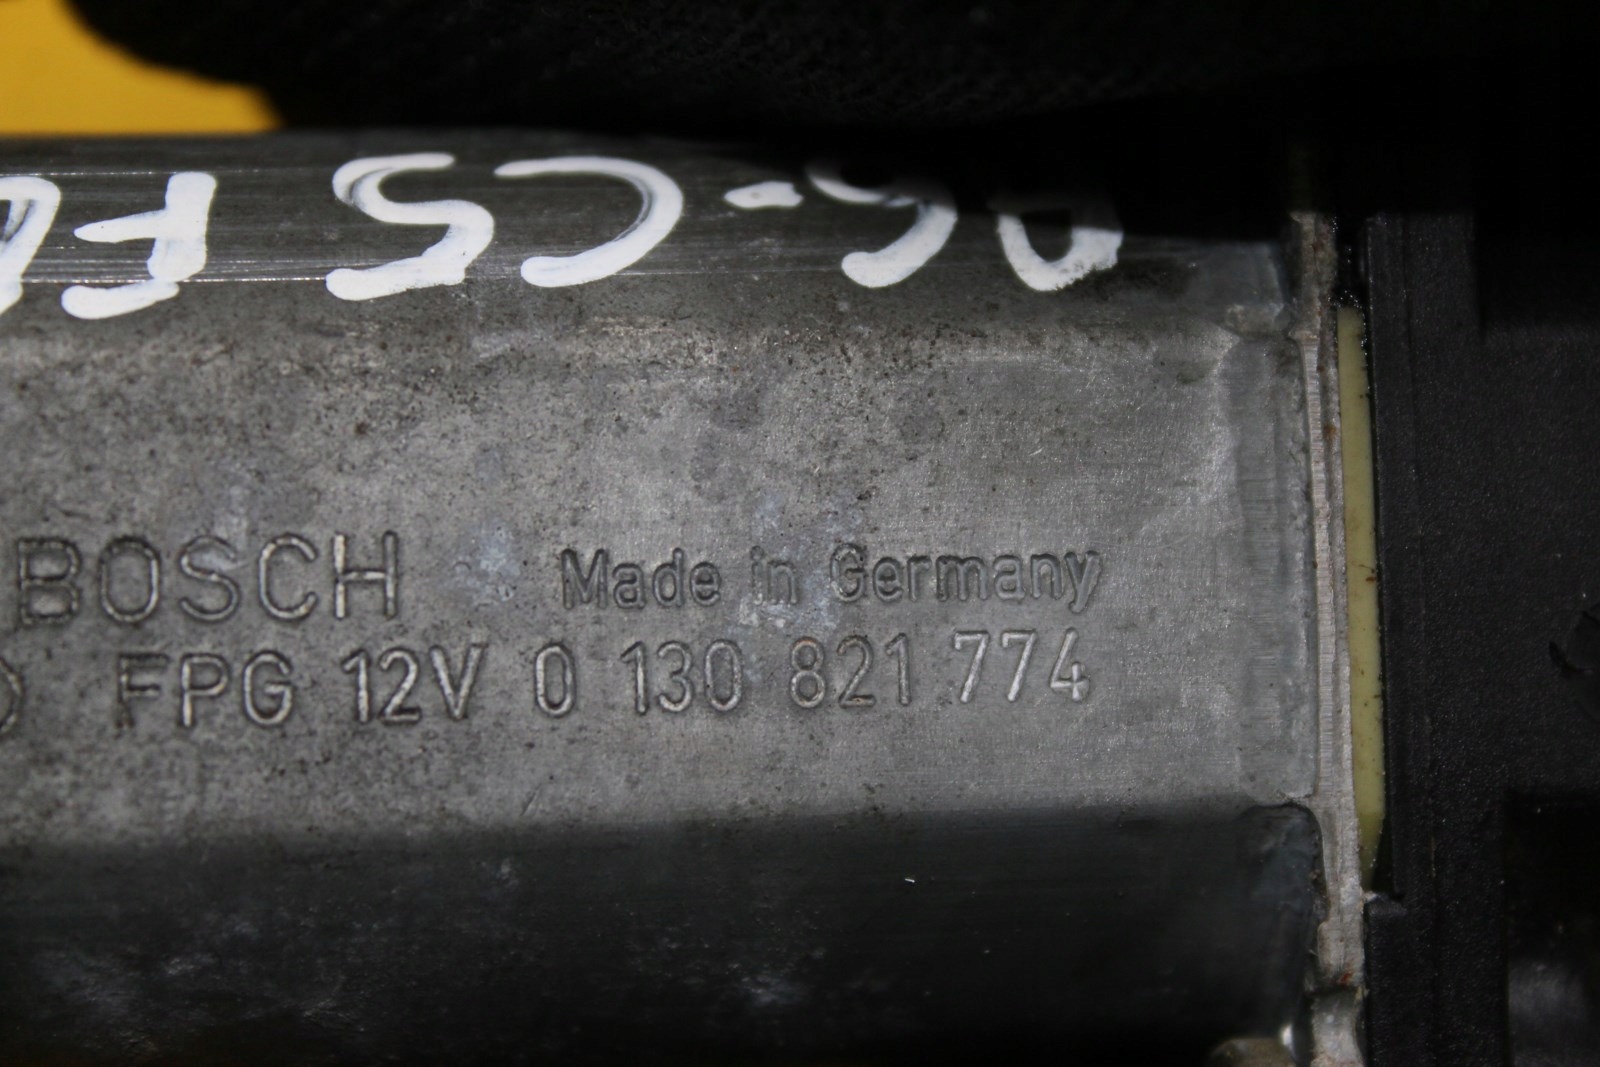 BOSCH Made in Germany
FPG 12V 0 130 821 774